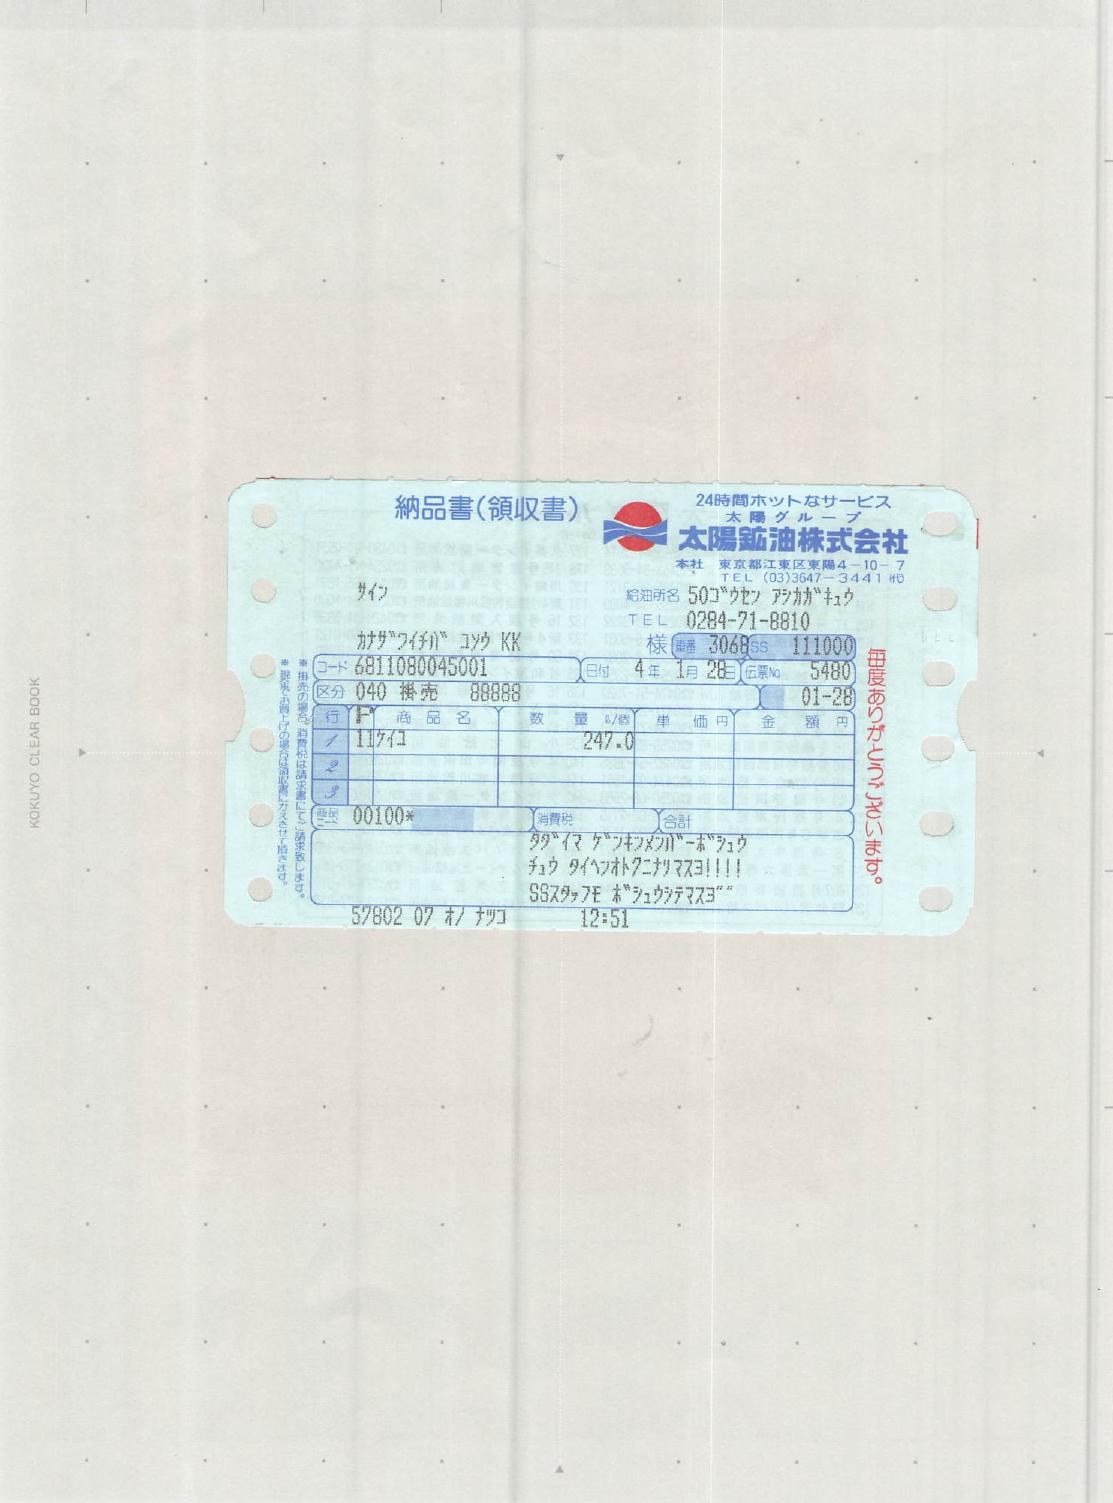 納品書(領収書)
24時間ホットなサービス
太陽グループ
太陽鉱油株式会社
本社 東京都江東区東陽4-10-7
TEL (03)3647-3441 代
サイン
給油所名 50ゴウセン アシカガキュウ
TEL 0284-71-8810
カナザワイチバ ユソウ KK 様 車番 3068 SS 111000
コード 6811080045001 日付 4年 1月 28日 伝票No 5480
区分 040 掛売 88888 01-28
行 P 商品名 数量 ℓ/個 単価円 金額円
1 11ケイユ 247.0
2
3
00100* 消費税 合計
タダイマ ゲンキンメンバーボシュウ
チュウ タイヘンオトクニナリマスヨ!!!!
SSスタッフモ ボシュウシテマスヨ゛゛
57802 07 オノ ナツコ 12:51
毎度ありがとうございます。
※ 掛売の場合、消費税は請求書にてご請求致します。
※ 現金でお買上げの場合は領収書にかえさせて頂きます。
KOKUYO CLEAR BOOK